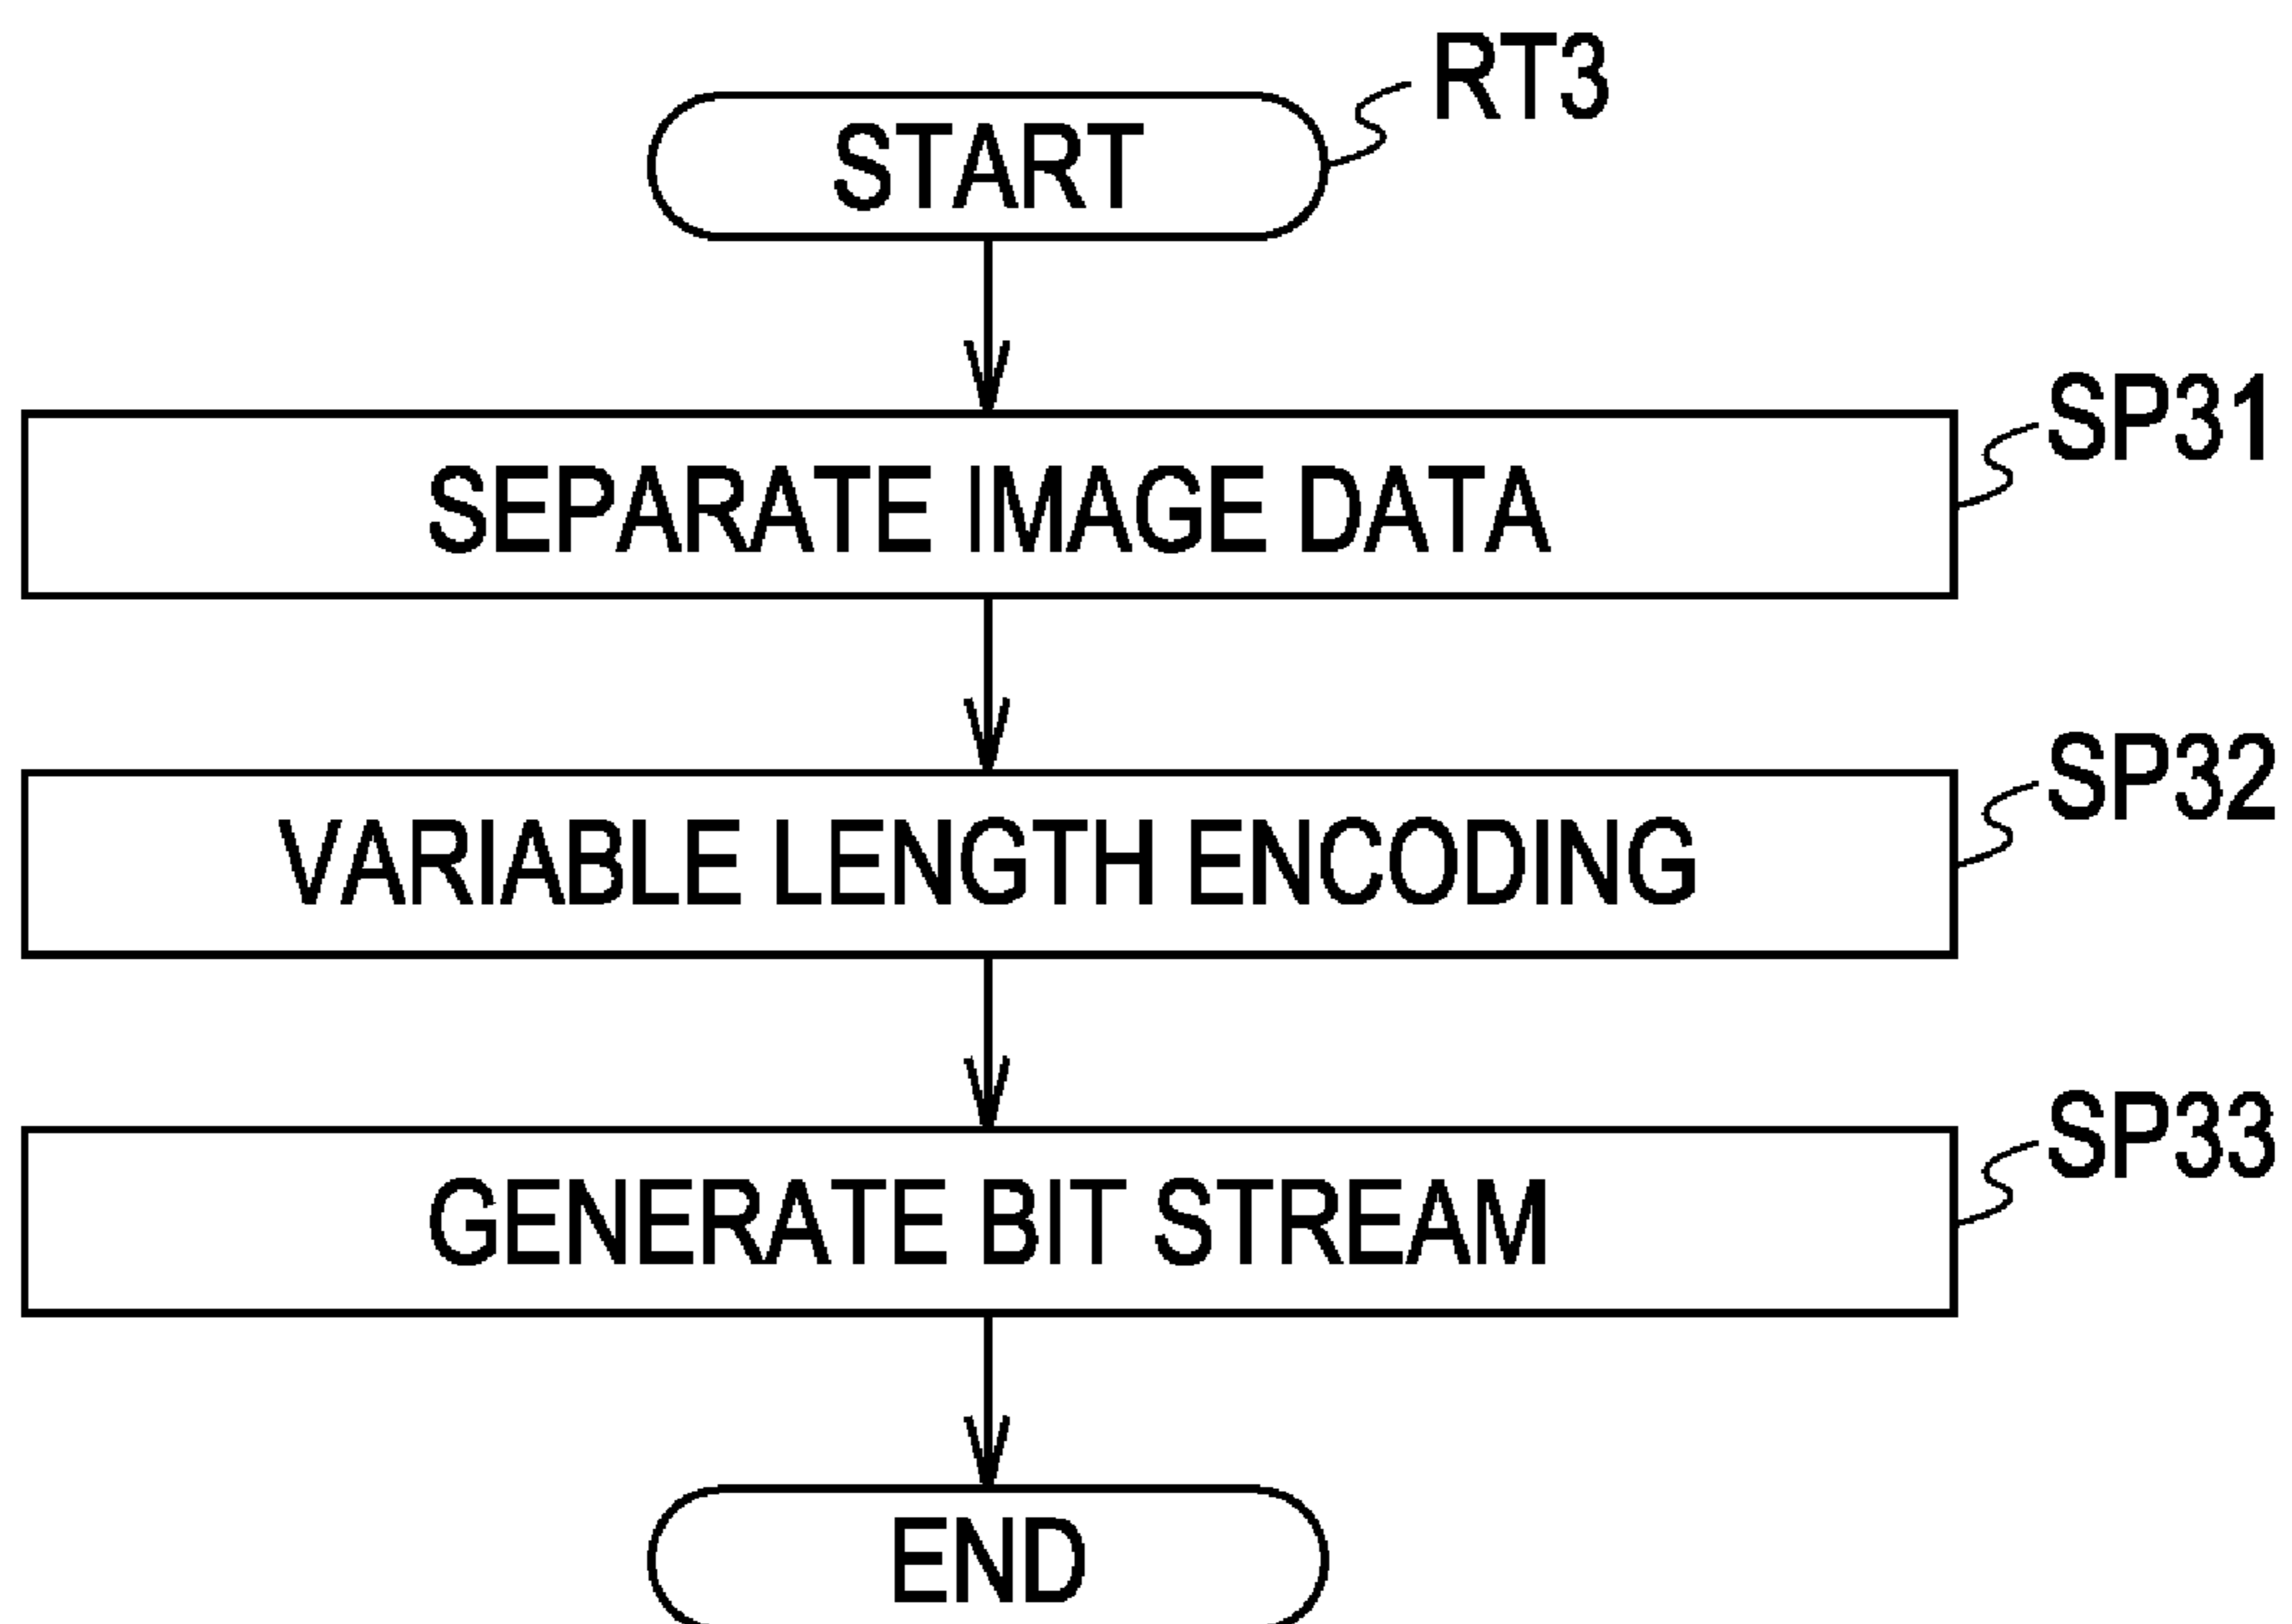 RT3
START
SP31
SEPARATE IMAGE DATA
SP32
VARIABLE LENGTH ENCODING
SP33
GENERATE BIT STREAM
END